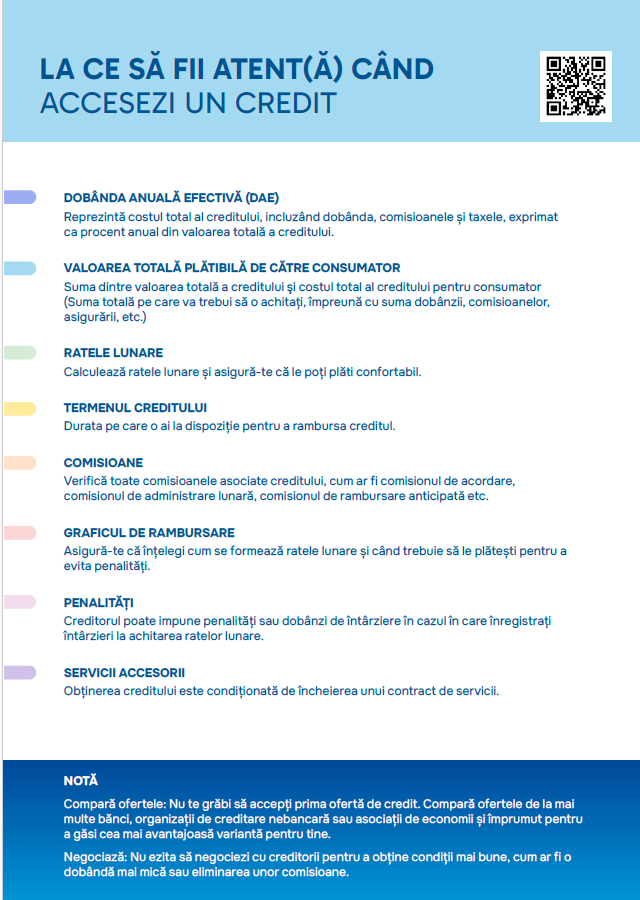 LA CE SĂ FII ATENT(Ă) CÂND
ACCESEZI UN CREDIT
DOBÂNDA ANUALĂ EFECTIVĂ (DAE)
Reprezintă costul total al creditului, incluzând dobânda, comisioanele și taxele, exprimat
ca procent anual din valoarea totală a creditului.
VALOAREA TOTALĂ PLĂTIBILĂ DE CĂTRE CONSUMATOR
Suma dintre valoarea totală a creditului şi costul total al creditului pentru consumator
(Suma totală pe care va trebui să o achitați, împreună cu suma dobânzii, comisioanelor,
asigurării, etc.)
RATELE LUNARE
Calculează ratele lunare și asigură-te că le poți plăti confortabil.
TERMENUL CREDITULUI
Durata pe care o ai la dispoziție pentru a rambursa creditul.
COMISIOANE
Verifică toate comisioanele asociate creditului, cum ar fi comisionul de acordare,
comisionul de administrare lunară, comisionul de rambursare anticipată etc.
GRAFICUL DE RAMBURSARE
Asigură-te că înțelegi cum se formează ratele lunare și când trebuie să le plătești pentru a
evita penalități.
PENALITĂȚI
Creditorul poate impune penalități sau dobânzi de întârziere în cazul în care înregistrați
întârzieri la achitarea ratelor lunare.
SERVICII ACCESORII
Obținerea creditului este condiționată de încheierea unui contract de servicii.
NOTĂ
Compară ofertele: Nu te grăbi să accepți prima ofertă de credit. Compară ofertele de la mai
multe bănci, organizații de creditare nebancară sau asociații de economii și împrumut pentru
a găsi cea mai avantajoasă variantă pentru tine.
Negociază: Nu ezita să negociezi cu creditorii pentru a obține condiții mai bune, cum ar fi o
dobândă mai mică sau eliminarea unor comisioane.